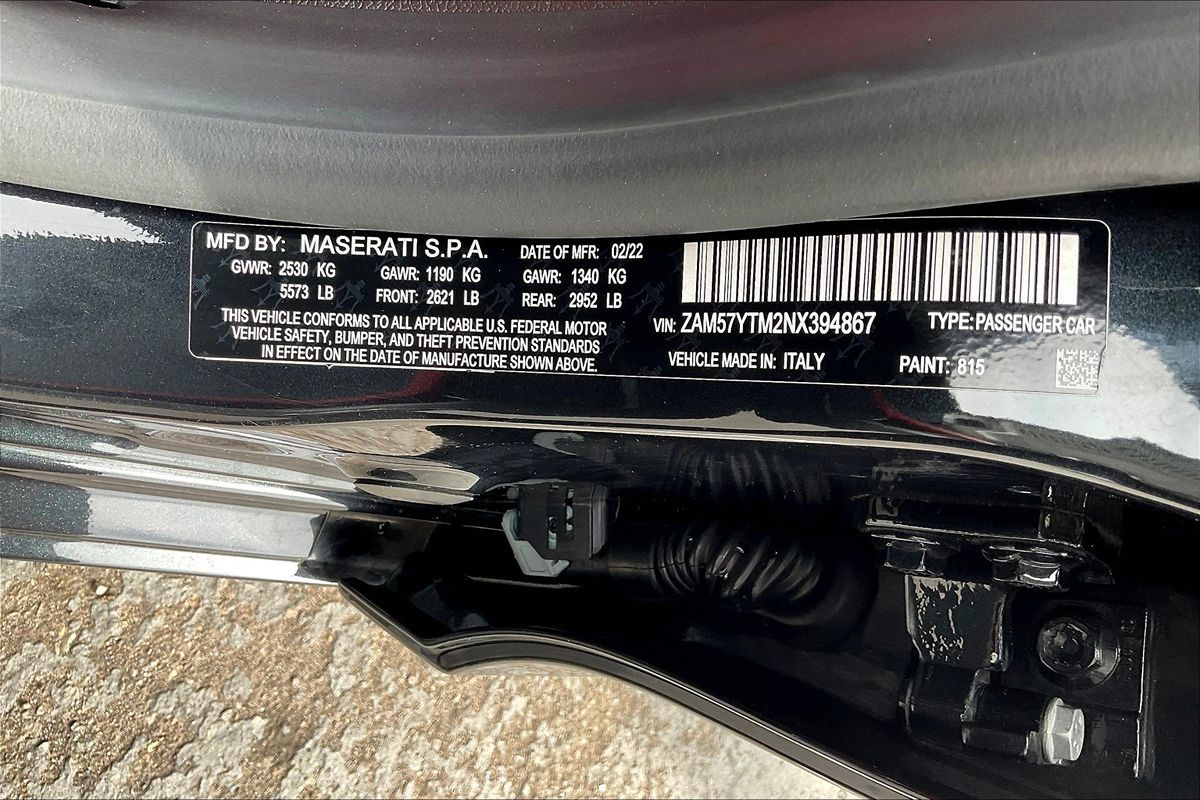 MFD BY: MASERATI S.P.A. DATE OF MFR: 02/22
GVWR: 2530 KG GAWR: 1190 KG GAWR: 1340 KG
5573 LB FRONT: 2621 LB REAR: 2952 LB
THIS VEHICLE CONFORMS TO ALL APPLICABLE U.S. FEDERAL MOTOR
VEHICLE SAFETY, BUMPER, AND THEFT PREVENTION STANDARDS
IN EFFECT ON THE DATE OF MANUFACTURE SHOWN ABOVE.
VIN: ZAM57YTM2NX394867 TYPE: PASSENGER CAR
VEHICLE MADE IN: ITALY PAINT: 815